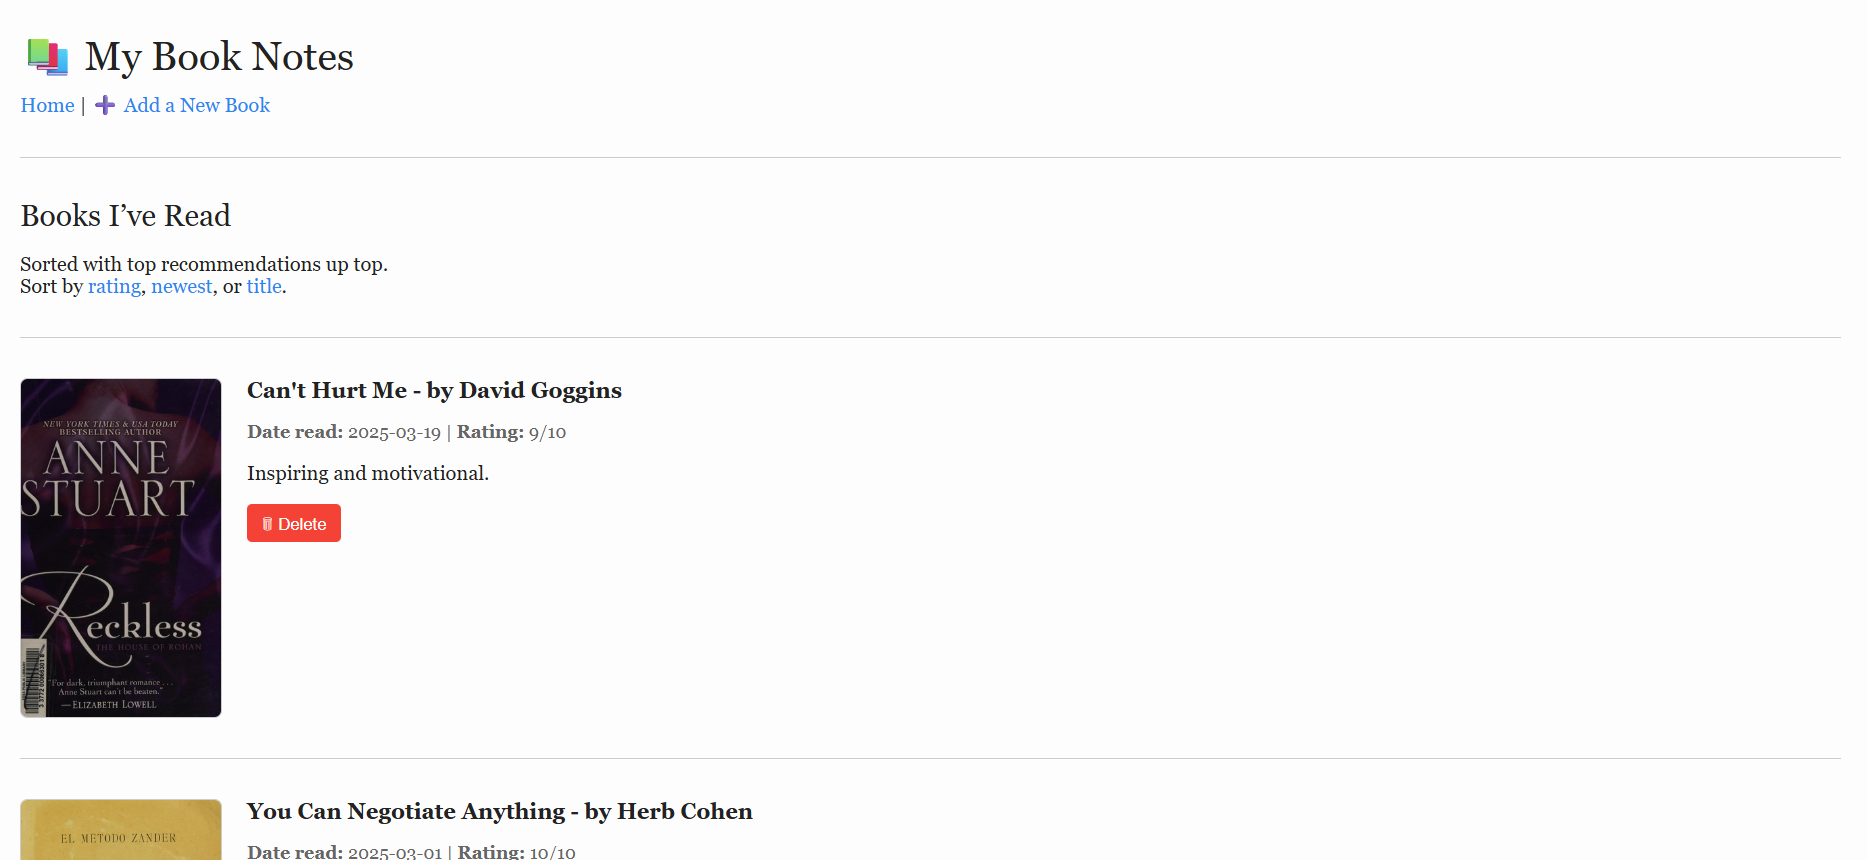 My Book Notes
Home | ➕ Add a New Book
Books I’ve Read
Sorted with top recommendations up top.
Sort by rating, newest, or title.
NEW YORK TIMES & USA TODAY
BESTSELLING AUTHOR
ANNE
STUART
Reckless
THE HOUSE OF ROHAN
"For dark, triumphant romance . . .
Anne Stuart can't be beaten."
—ELIZABETH LOWELL
Can't Hurt Me - by David Goggins
Date read: 2025-03-19 | Rating: 9/10
Inspiring and motivational.
Delete
EL METODO ZANDER
You Can Negotiate Anything - by Herb Cohen
Date read: 2025-03-01 | Rating: 10/10